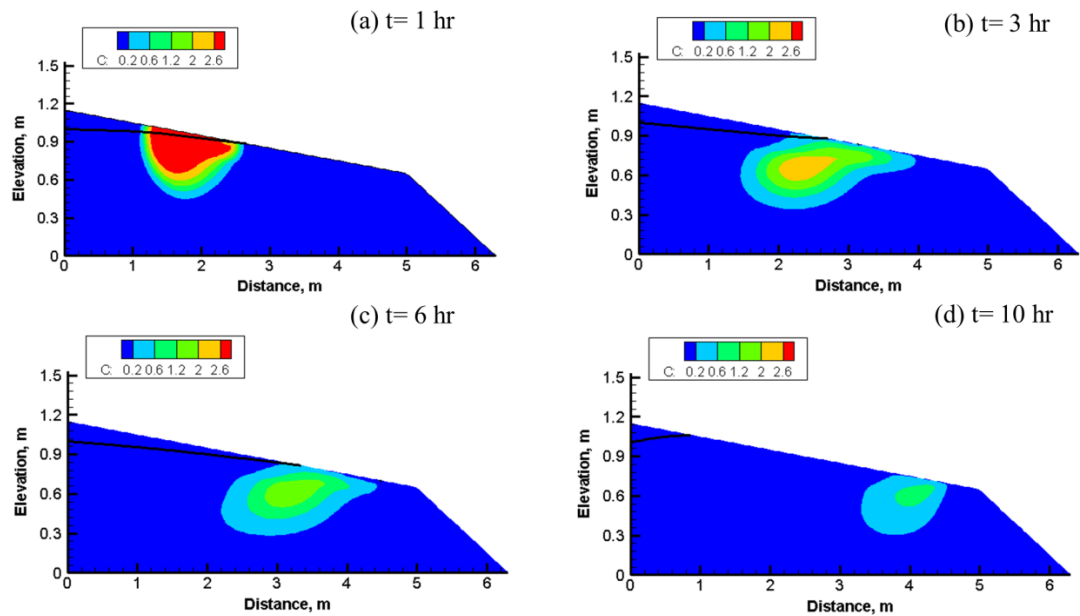 (a) t= 1 hr
C: 0.2 0.6 1.2 2 2.6
1.5
1.2
0.9
0.6
0.3
0
Elevation, m
0 1 2 3 4 5 6
Distance, m
(b) t= 3 hr
C: 0.2 0.6 1.2 2 2.6
1.5
1.2
0.9
0.6
0.3
0
Elevation, m
0 1 2 3 4 5 6
Distance, m
(c) t= 6 hr
C: 0.2 0.6 1.2 2 2.6
1.5
1.2
0.9
0.6
0.3
0
Elevation, m
0 1 2 3 4 5 6
Distance, m
(d) t= 10 hr
C: 0.2 0.6 1.2 2 2.6
1.5
1.2
0.9
0.6
0.3
0
Elevation, m
0 1 2 3 4 5 6
Distance, m